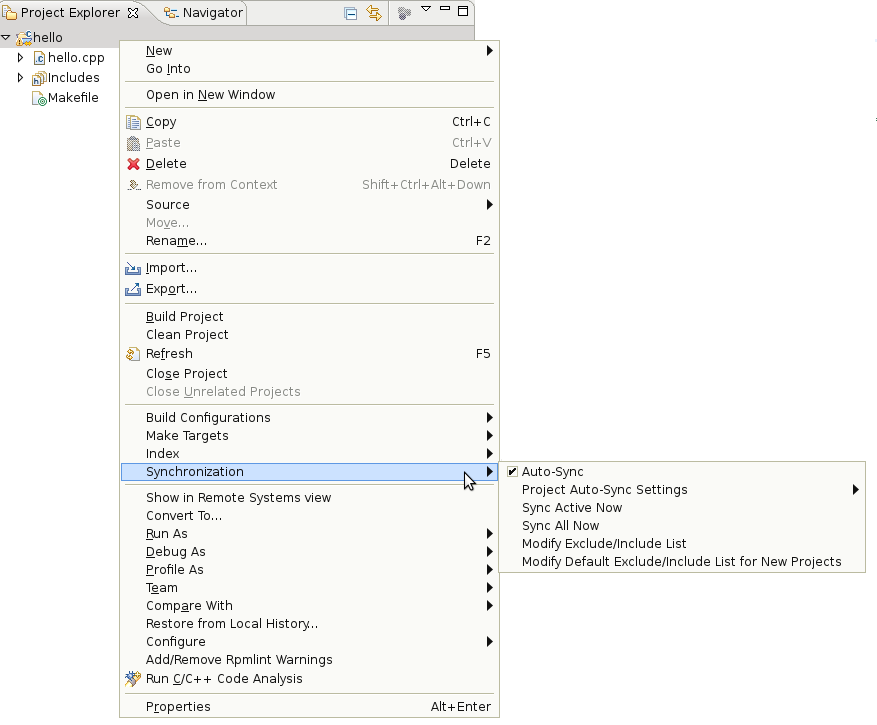 Project Explorer Navigator
hello
hello.cpp
Includes
Makefile
New
Go Into
Open in New Window
Copy Ctrl+C
Paste Ctrl+V
Delete Delete
Remove from Context Shift+Ctrl+Alt+Down
Source
Move...
Rename... F2
Import...
Export...
Build Project
Clean Project
Refresh F5
Close Project
Close Unrelated Projects
Build Configurations
Make Targets
Index
Synchronization
Show in Remote Systems view
Convert To...
Run As
Debug As
Profile As
Team
Compare With
Restore from Local History...
Configure
Add/Remove Rpmlint Warnings
Run C/C++ Code Analysis
Properties Alt+Enter
Auto-Sync
Project Auto-Sync Settings
Sync Active Now
Sync All Now
Modify Exclude/Include List
Modify Default Exclude/Include List for New Projects